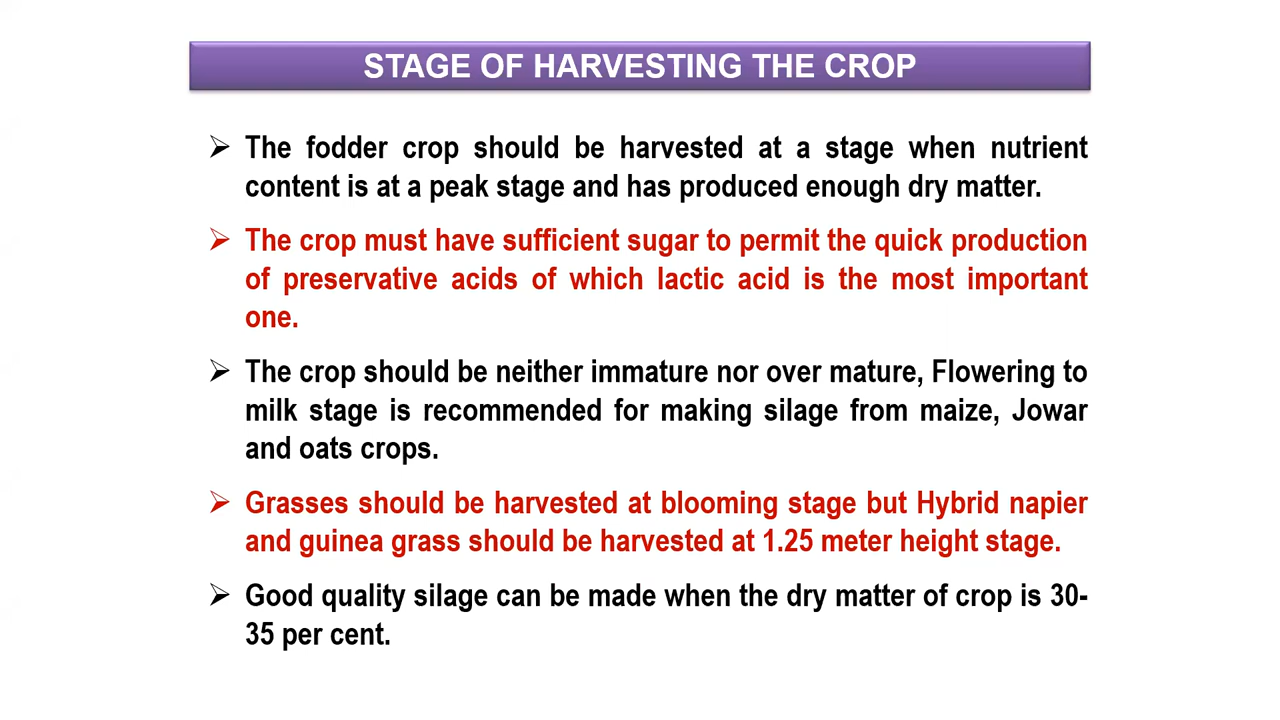 STAGE OF HARVESTING THE CROP
➢ The fodder crop should be harvested at a stage when nutrient
content is at a peak stage and has produced enough dry matter.
➢ The crop must have sufficient sugar to permit the quick production
of preservative acids of which lactic acid is the most important
one.
➢ The crop should be neither immature nor over mature, Flowering to
milk stage is recommended for making silage from maize, Jowar
and oats crops.
➢ Grasses should be harvested at blooming stage but Hybrid napier
and guinea grass should be harvested at 1.25 meter height stage.
➢ Good quality silage can be made when the dry matter of crop is 30-
35 per cent.